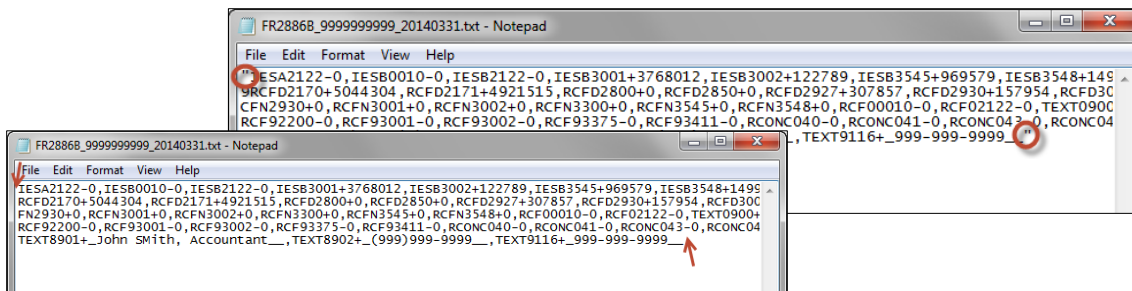 FR2886B_9999999999_20140331.txt - Notepad
File Edit Format View Help
"IESA2122-0,IESB0010-0,IESB2122-0,IESB3001+3768012,IESB3002+122789,IESB3545+969579,IESB3548+149
9RCFD2170+5044304,RCFD2171+4921515,RCFD2800+0,RCFD2850+0,RCFD2927+307857,RCFD2930+157954,RCFD30
CFN2930+0,RCFN3001+0,RCFN3002+0,RCFN3300+0,RCFN3545+0,RCFN3548+0,RCF00010-0,RCF02122-0,TEXT0900
RCF92200-0,RCF93001-0,RCF93002-0,RCF93375-0,RCF93411-0,RCONC040-0,RCONC041-0,RCONC043-0,RCONC04
_,TEXT9116+_999-999-9999__"
FR2886B_9999999999_20140331.txt - Notepad
File Edit Format View Help
IESA2122-0,IESB0010-0,IESB2122-0,IESB3001+3768012,IESB3002+122789,IESB3545+969579,IESB3548+1499
RCFD2170+5044304,RCFD2171+4921515,RCFD2800+0,RCFD2850+0,RCFD2927+307857,RCFD2930+157954,RCFD300
FN2930+0,RCFN3001+0,RCFN3002+0,RCFN3300+0,RCFN3545+0,RCFN3548+0,RCF00010-0,RCF02122-0,TEXT0900+
RCF92200-0,RCF93001-0,RCF93002-0,RCF93375-0,RCF93411-0,RCONC040-0,RCONC041-0,RCONC043-0,RCONC04
TEXT8901+_John SMith, Accountant__,TEXT8902+_(999)999-9999__,TEXT9116+_999-999-9999__